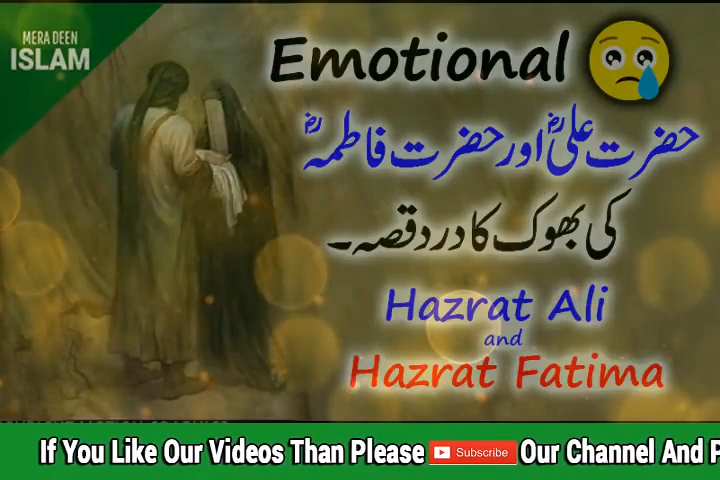 MERA DEEN
ISLAM
Emotional
حضرت علیؓ اور حضرت فاطمہؓ
کی بھوک کا درد قصہ۔
Hazrat Ali
and
Hazrat Fatima
If You Like Our Videos Than Please Subscribe Our Channel And P